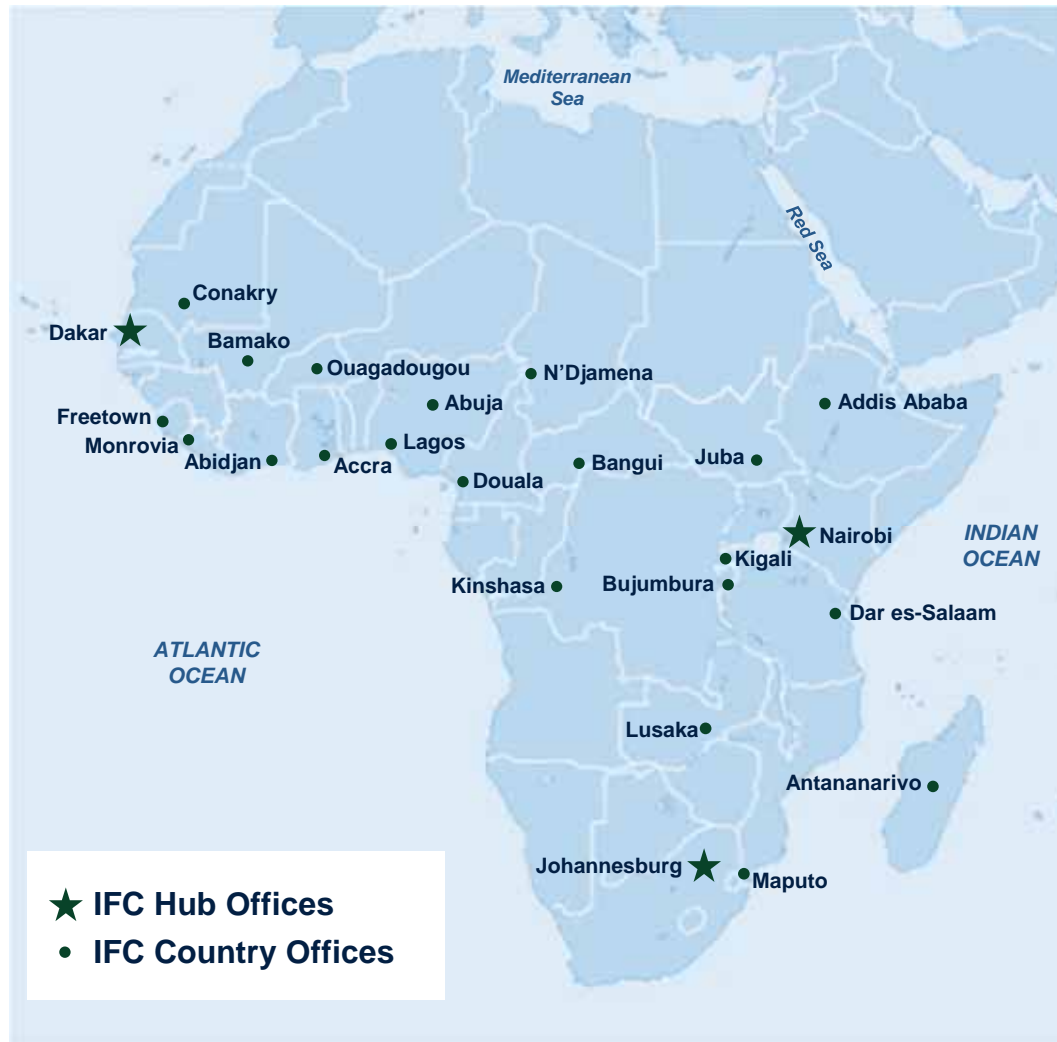 Mediterranean
Sea
Red Sea
Conakry
Dakar
Bamako
Ouagadougou
N'Djamena
Abuja
Addis Ababa
Freetown
Monrovia
Lagos
Abidjan
Accra
Bangui
Juba
Douala
Nairobi
INDIAN
OCEAN
Kigali
Kinshasa
Bujumbura
Dar es-Salaam
ATLANTIC
OCEAN
Lusaka
Antananarivo
Johannesburg
Maputo
IFC Hub Offices
IFC Country Offices